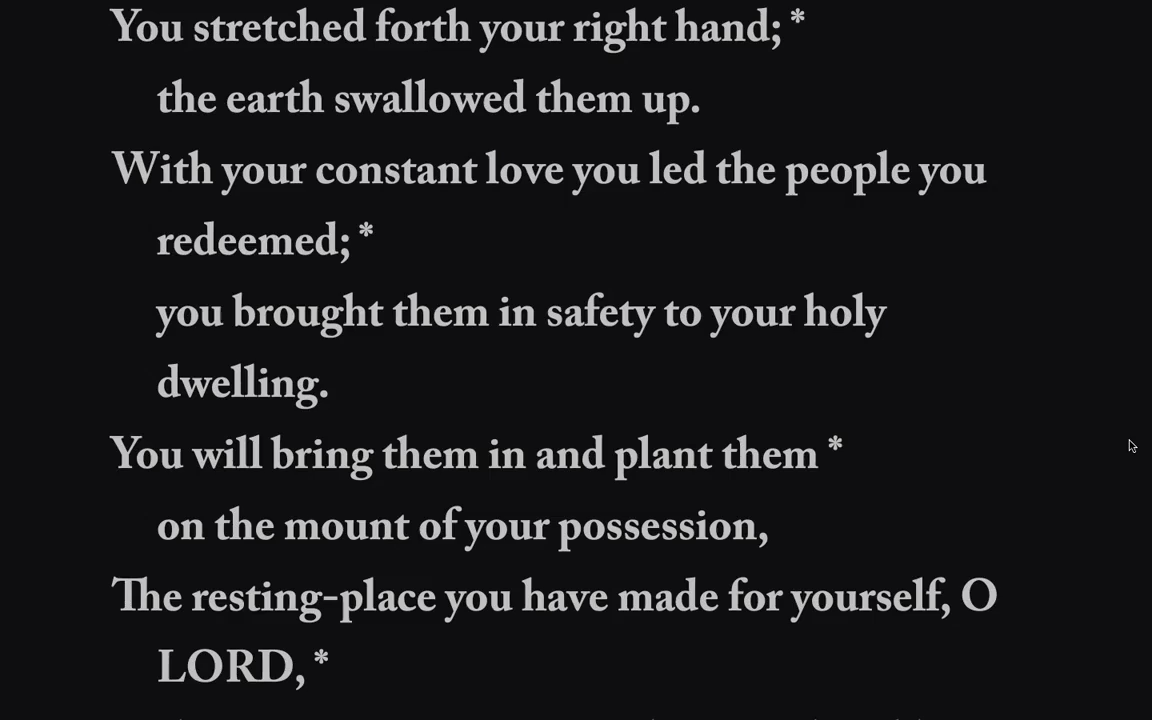 You stretched forth your right hand; *
the earth swallowed them up.
With your constant love you led the people you
redeemed; *
you brought them in safety to your holy
dwelling.
You will bring them in and plant them *
on the mount of your possession,
The resting-place you have made for yourself, O
LORD, *